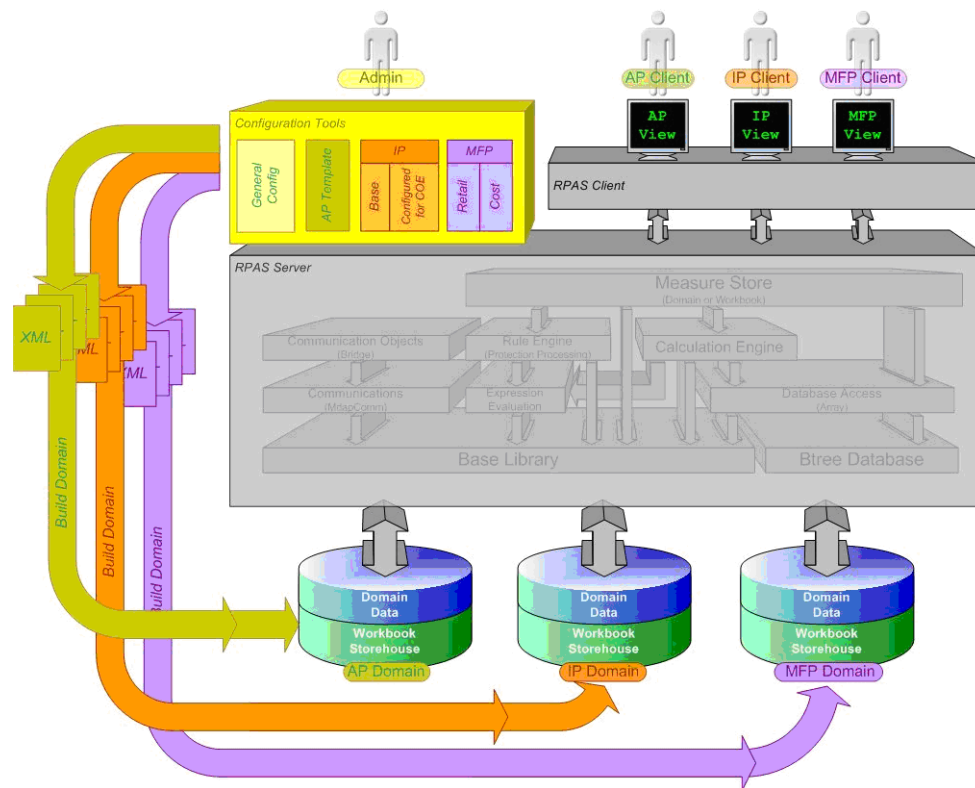 Admin
AP Client
IP Client
MFP Client
AP
View
IP
View
MFP
View
Configuration Tools
General
Config
AP Template
IP
Base
Configured
for COE
MFP
Retail
Cost
RPAS Client
RPAS Server
Measure Store
(Domain or Workbook)
Communication Objects
(Bridge)
Rule Engine
(Protection Processing)
Calculation Engine
Communications
(MdapComm)
Expression
Evaluation
Database Access
(Array)
Base Library
Btree Database
XML
ML
XML
Build Domain
Build Domain
Build Domain
Domain
Data
Workbook
Storehouse
AP Domain
Domain
Data
Workbook
Storehouse
IP Domain
Domain
Data
Workbook
Storehouse
MFP Domain